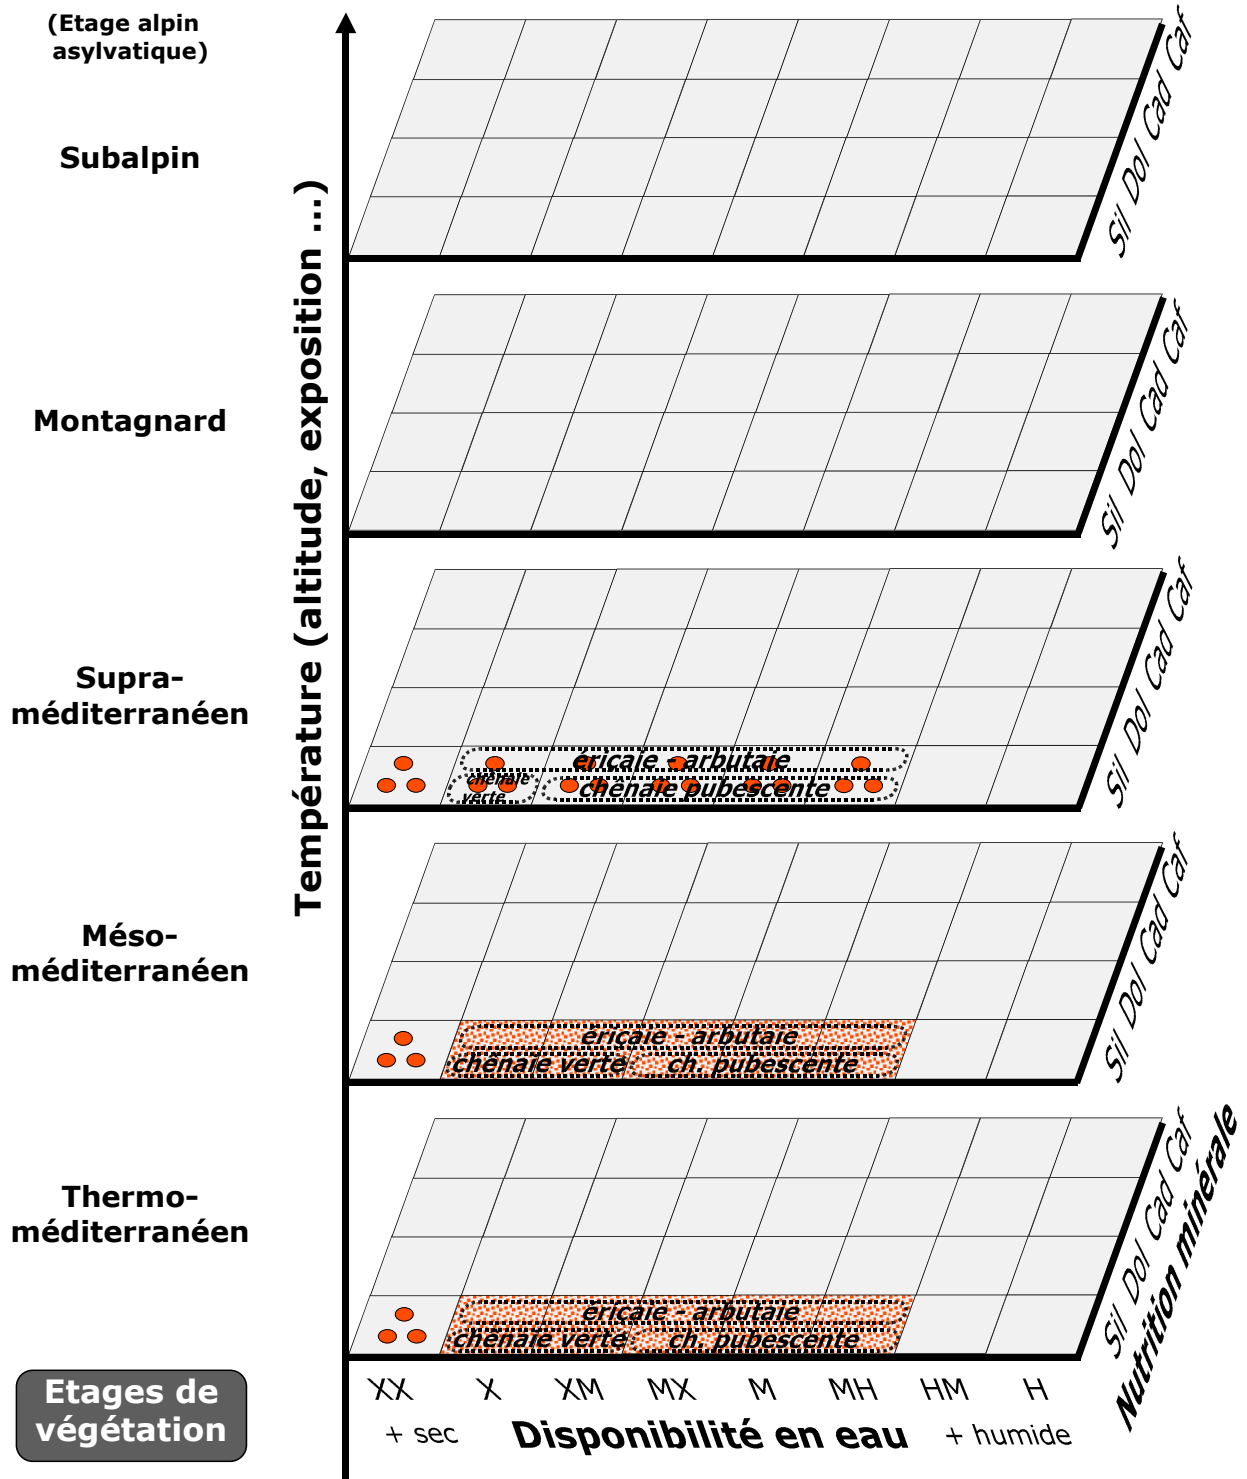 (Etage alpin
asylvatique)
Subalpin
Montagnard
Supra-
méditerranéen
Méso-
méditerranéen
Thermo-
méditerranéen
Etages de
végétation
Température (altitude, exposition ...)
Sil Dol Cad Caf
Sil Dol Cad Caf
Sil Dol Cad Caf
éricaie - arbutaie
chênaie
verte
chênaie pubescente
Sil Dol Cad Caf
éricaie - arbutaie
chênaie verte
ch. pubescente
Sil Dol Cad Caf
Nutrition minérale
éricaie - arbutaie
chênaie verte
ch. pubescente
XX X XM MX M MH HM H
+ sec Disponibilité en eau + humide